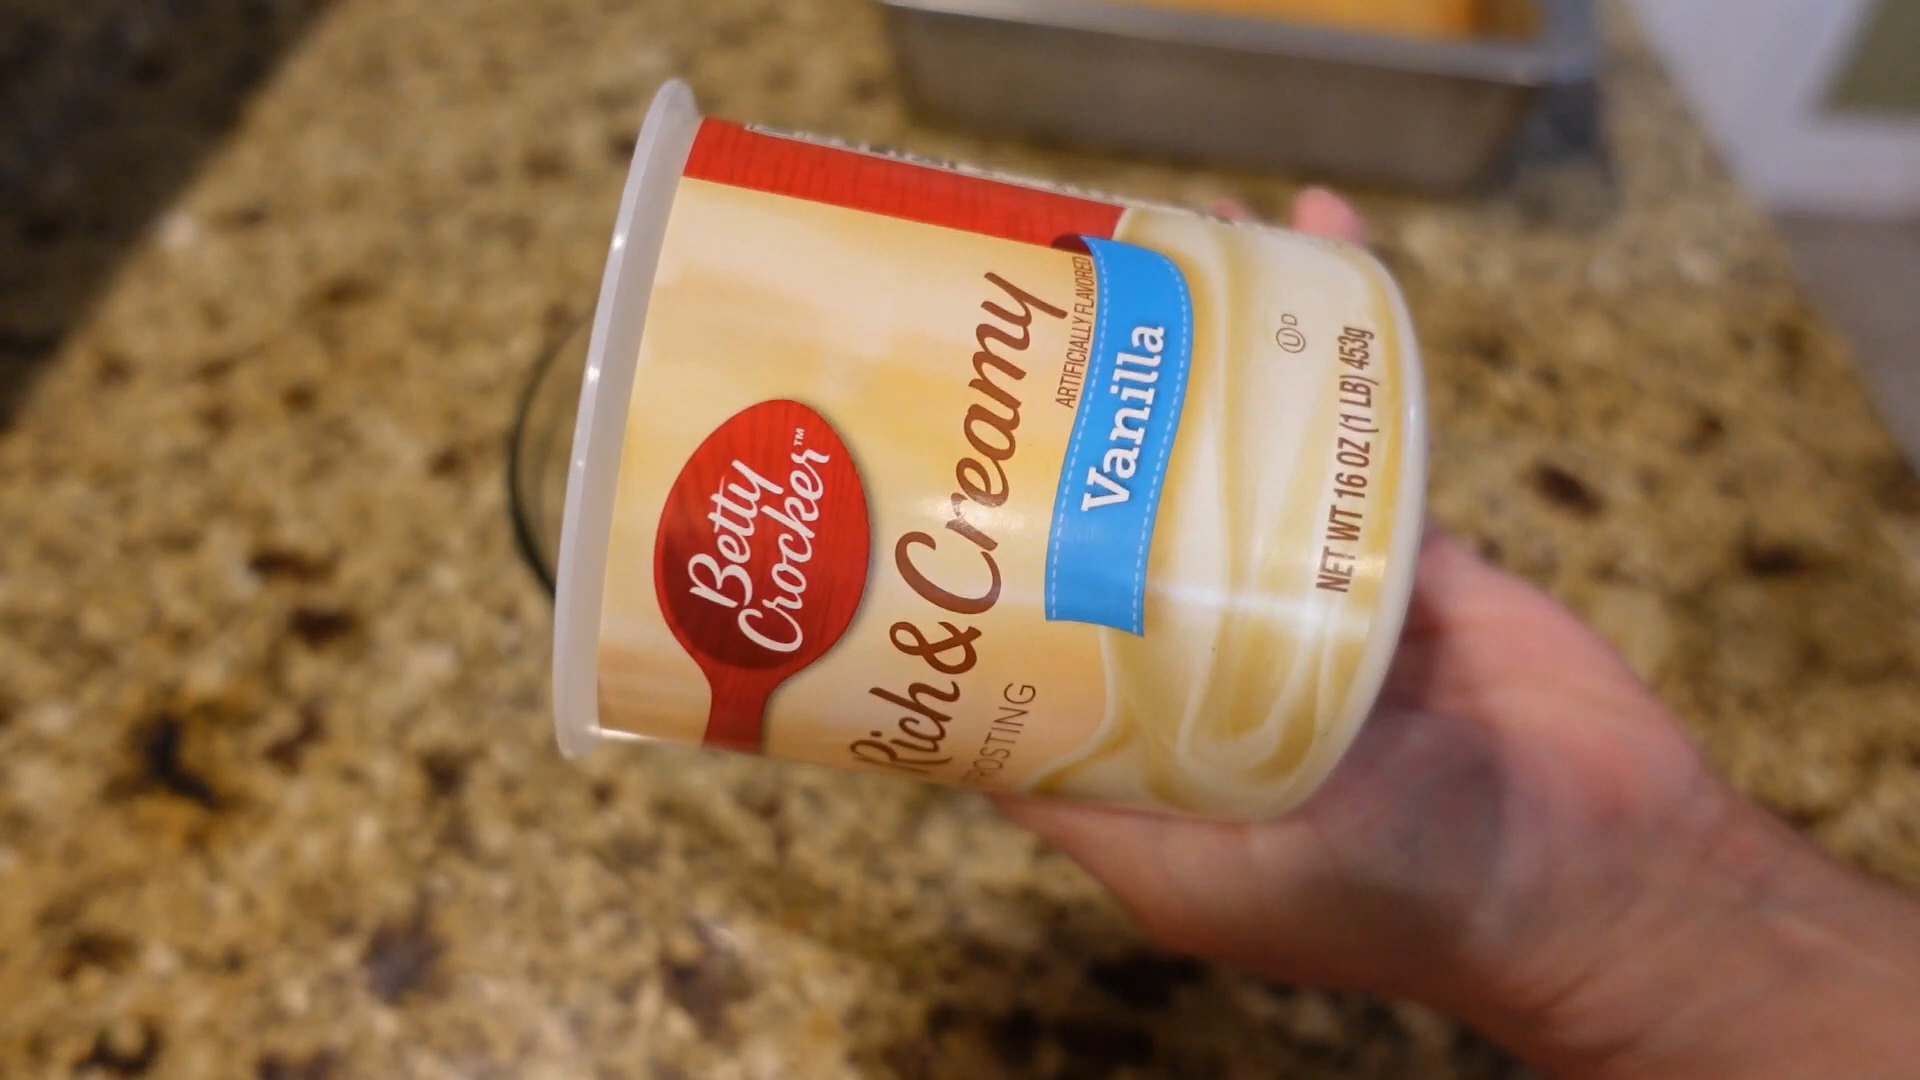 Betty
Crocker™
Rich & Creamy
FROSTING
ARTIFICIALLY FLAVORED
Vanilla
U D
NET WT 16 OZ (1 LB) 453g